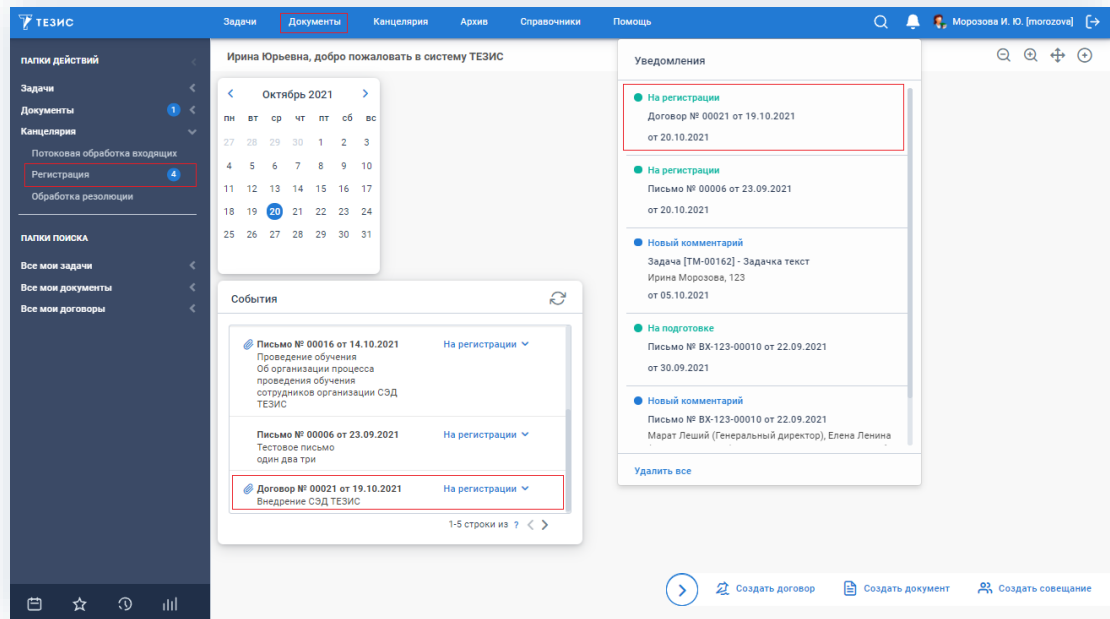 ТЕЗИС
Задачи
Документы
Канцелярия
Архив
Справочники
Помощь
Морозова И. Ю. [morozova]
ПАПКИ ДЕЙСТВИЙ
Задачи
Документы 1
Канцелярия
Потоковая обработка входящих
Регистрация 4
Обработка резолюции
ПАПКИ ПОИСКА
Все мои задачи
Все мои документы
Все мои договоры
Ирина Юрьевна, добро пожаловать в систему ТЕЗИС
Октябрь 2021
пн вт ср чт пт сб вс
27 28 29 30 1 2 3
4 5 6 7 8 9 10
11 12 13 14 15 16 17
18 19 20 21 22 23 24
25 26 27 28 29 30 31
События
Письмо № 00016 от 14.10.2021 На регистрации
Проведение обучения
Об организации процесса
проведения обучения
сотрудников организации СЭД
ТЕЗИС
Письмо № 00006 от 23.09.2021 На регистрации
Тестовое письмо
один два три
Договор № 00021 от 19.10.2021 На регистрации
Внедрение СЭД ТЕЗИС
1-5 строки из ?
Уведомления
На регистрации
Договор № 00021 от 19.10.2021
от 20.10.2021
На регистрации
Письмо № 00006 от 23.09.2021
от 20.10.2021
Новый комментарий
Задача [ТМ-00162] - Задачка текст
Ирина Морозова, 123
от 05.10.2021
На подготовке
Письмо № ВХ-123-00010 от 22.09.2021
от 30.09.2021
Новый комментарий
Письмо № ВХ-123-00010 от 22.09.2021
Марат Леший (Генеральный директор), Елена Ленина
Удалить все
Создать договор
Создать документ
Создать совещание